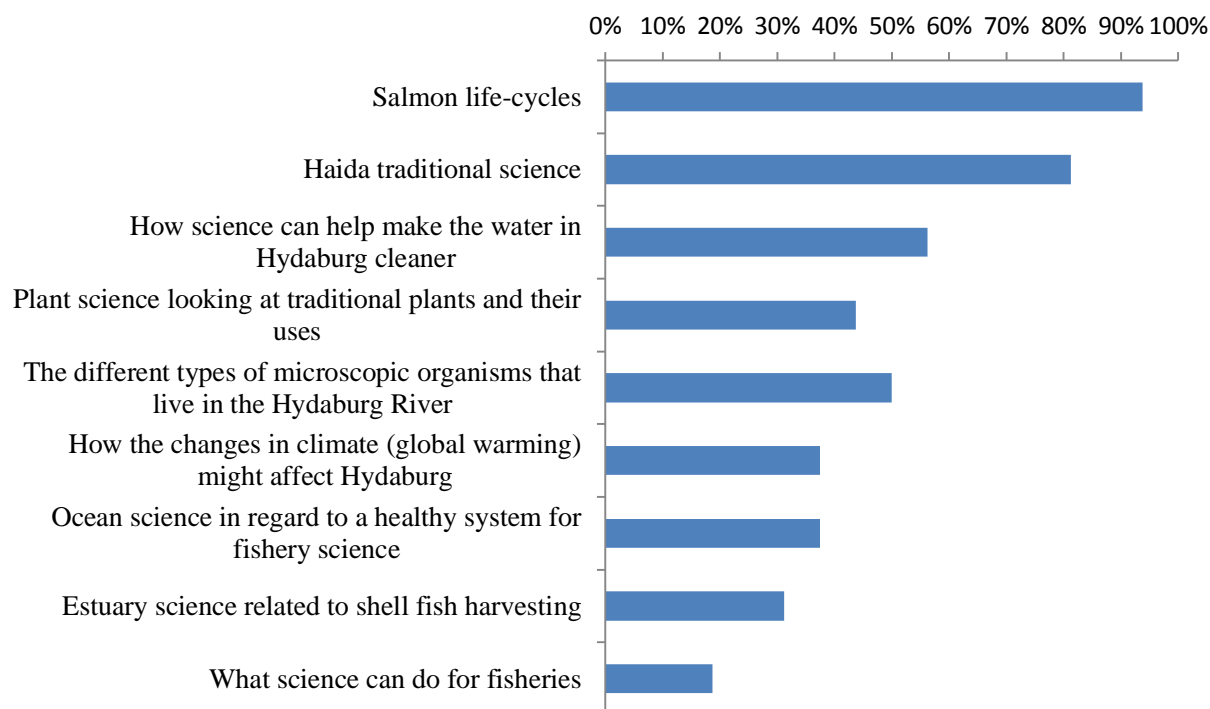 0% 10% 20% 30% 40% 50% 60% 70% 80% 90% 100%
Salmon life-cycles
Haida traditional science
How science can help make the water in
Hydaburg cleaner
Plant science looking at traditional plants and their
uses
The different types of microscopic organisms that
live in the Hydaburg River
How the changes in climate (global warming)
might affect Hydaburg
Ocean science in regard to a healthy system for
fishery science
Estuary science related to shell fish harvesting
What science can do for fisheries